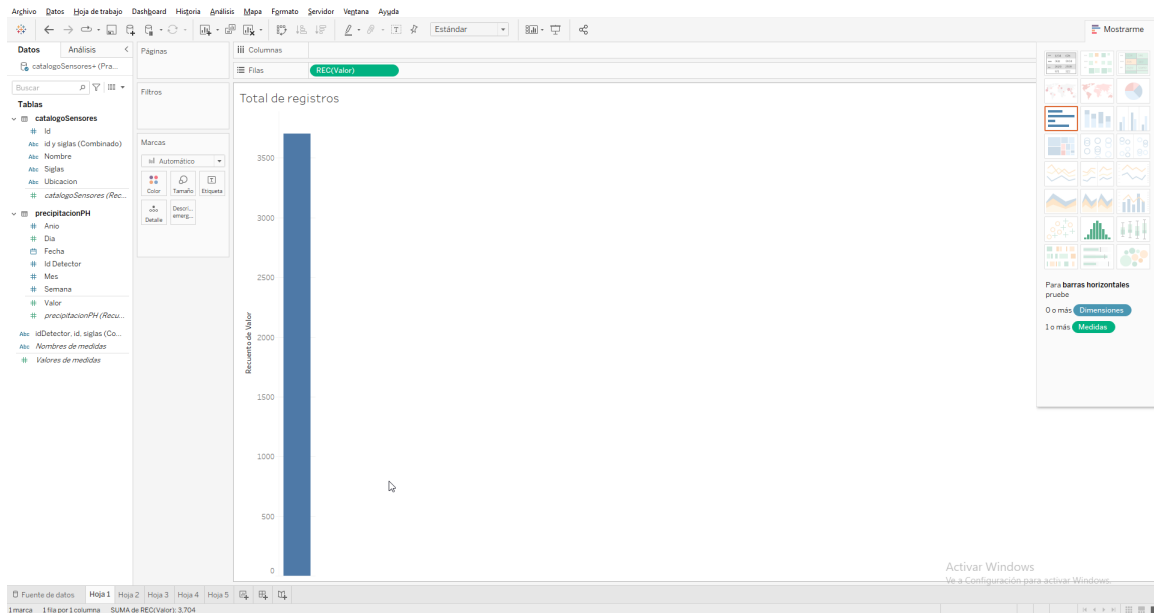 Archivo Datos Hoja de trabajo Dashboard Historia Análisis Mapa Formato Servidor Ventana Ayuda
Estándar
Mostrarme
Datos Análisis
catalogoSensores+ (Pra...
Buscar
Tablas
catalogoSensores
Id
Abc id y siglas (Combinado)
Abc Nombre
Abc Siglas
Abc Ubicacion
catalogoSensores (Rec...
precipitacionPH
Anio
Dia
Fecha
Id Detector
Mes
Semana
Valor
precipitacionPH (Recu...
Abc idDetector, id, siglas (Co...
Abc Nombres de medidas
Valores de medidas
Páginas
Filtros
Marcas
Automático
Color Tamaño Etiqueta
Detalle Descri... emerg...
Columnas
Filas REC(Valor)
Total de registros
Recuento de Valor
3500
3000
2500
2000
1500
1000
500
0
Para barras horizontales
pruebe
0 o más Dimensiones
1 o más Medidas
Activar Windows
Ve a Configuración para activar Windows.
Fuente de datos Hoja 1 Hoja 2 Hoja 3 Hoja 4 Hoja 5
1 marca 1 fila por 1 columna SUMA de REC(Valor): 3,704